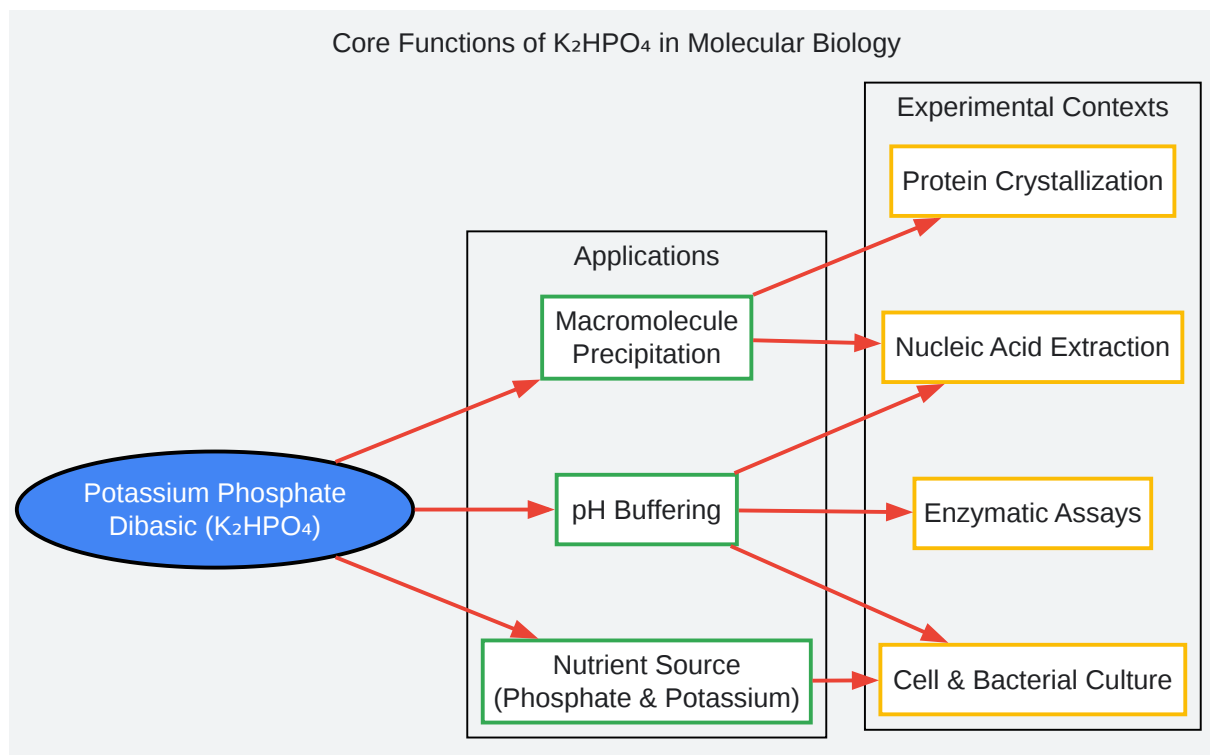 Core Functions of K₂HPO₄ in Molecular Biology
Experimental Contexts
Protein Crystallization
Applications
Macromolecule
Precipitation
Nucleic Acid Extraction
Potassium Phosphate
Dibasic (K₂HPO₄)
pH Buffering
Enzymatic Assays
Nutrient Source
(Phosphate & Potassium)
Cell & Bacterial Culture